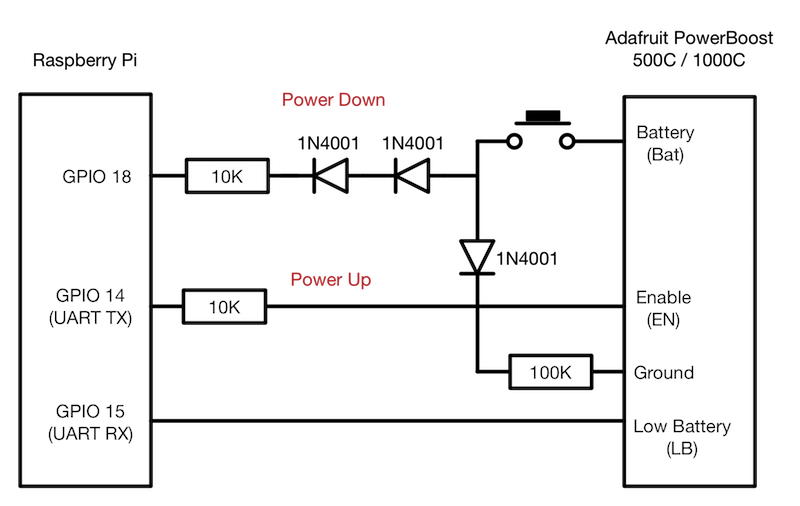 Raspberry Pi
Adafruit PowerBoost
500C / 1000C
Power Down
1N4001
1N4001
Battery
(Bat)
GPIO 18
10K
1N4001
Power Up
GPIO 14
(UART TX)
10K
Enable
(EN)
100K
Ground
GPIO 15
(UART RX)
Low Battery
(LB)